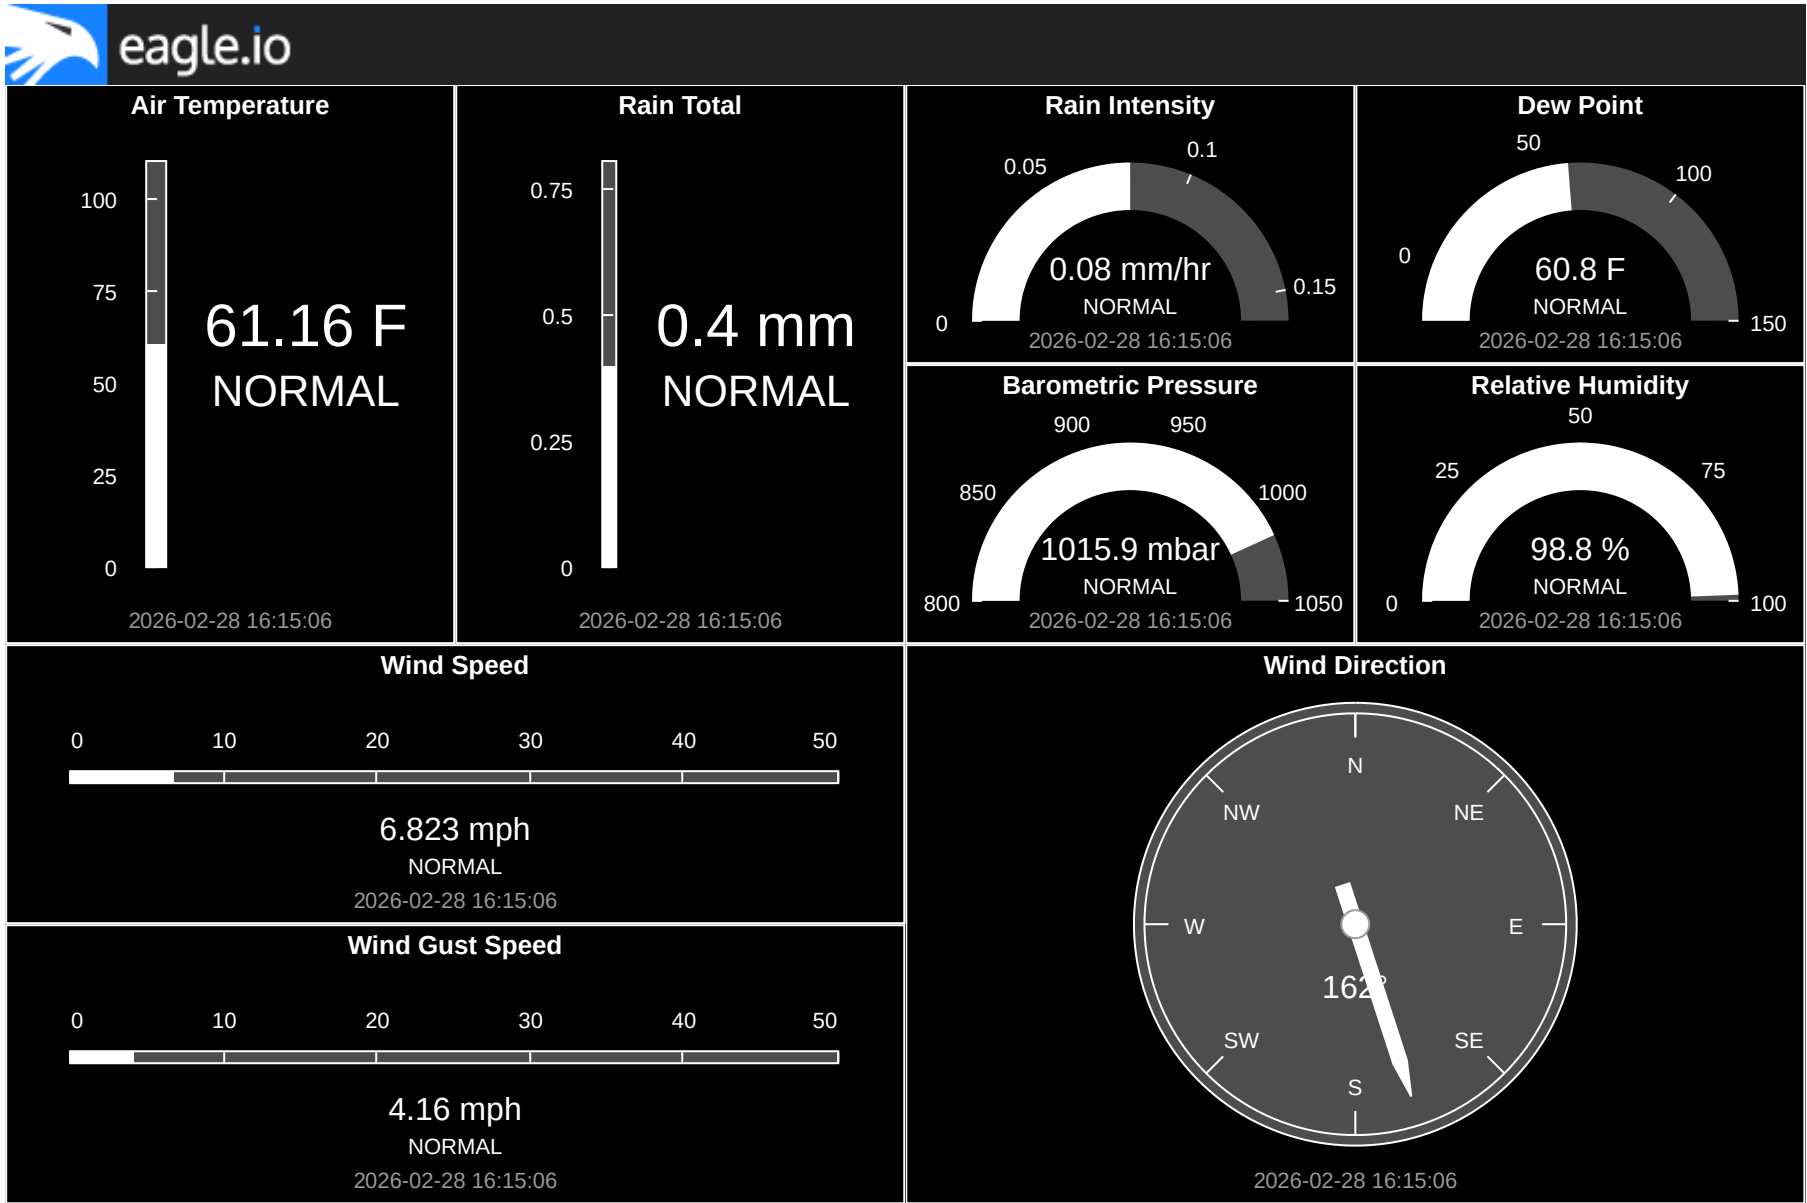 eagle.io
Air Temperature
100
75
50
25
0
61.16 F
NORMAL
2026-02-28 16:15:06
Rain Total
0.75
0.5
0.25
0
0.4 mm
NORMAL
2026-02-28 16:15:06
Rain Intensity
0
0.05
0.1
0.15
0.08 mm/hr
NORMAL
2026-02-28 16:15:06
Dew Point
0
50
100
150
60.8 F
NORMAL
2026-02-28 16:15:06
Barometric Pressure
800
850
900
950
1000
1050
1015.9 mbar
NORMAL
2026-02-28 16:15:06
Relative Humidity
0
25
50
75
100
98.8 %
NORMAL
2026-02-28 16:15:06
Wind Speed
0 10 20 30 40 50
6.823 mph
NORMAL
2026-02-28 16:15:06
Wind Gust Speed
0 10 20 30 40 50
4.16 mph
NORMAL
2026-02-28 16:15:06
Wind Direction
N
NW NE
W E
162°
SW SE
S
2026-02-28 16:15:06